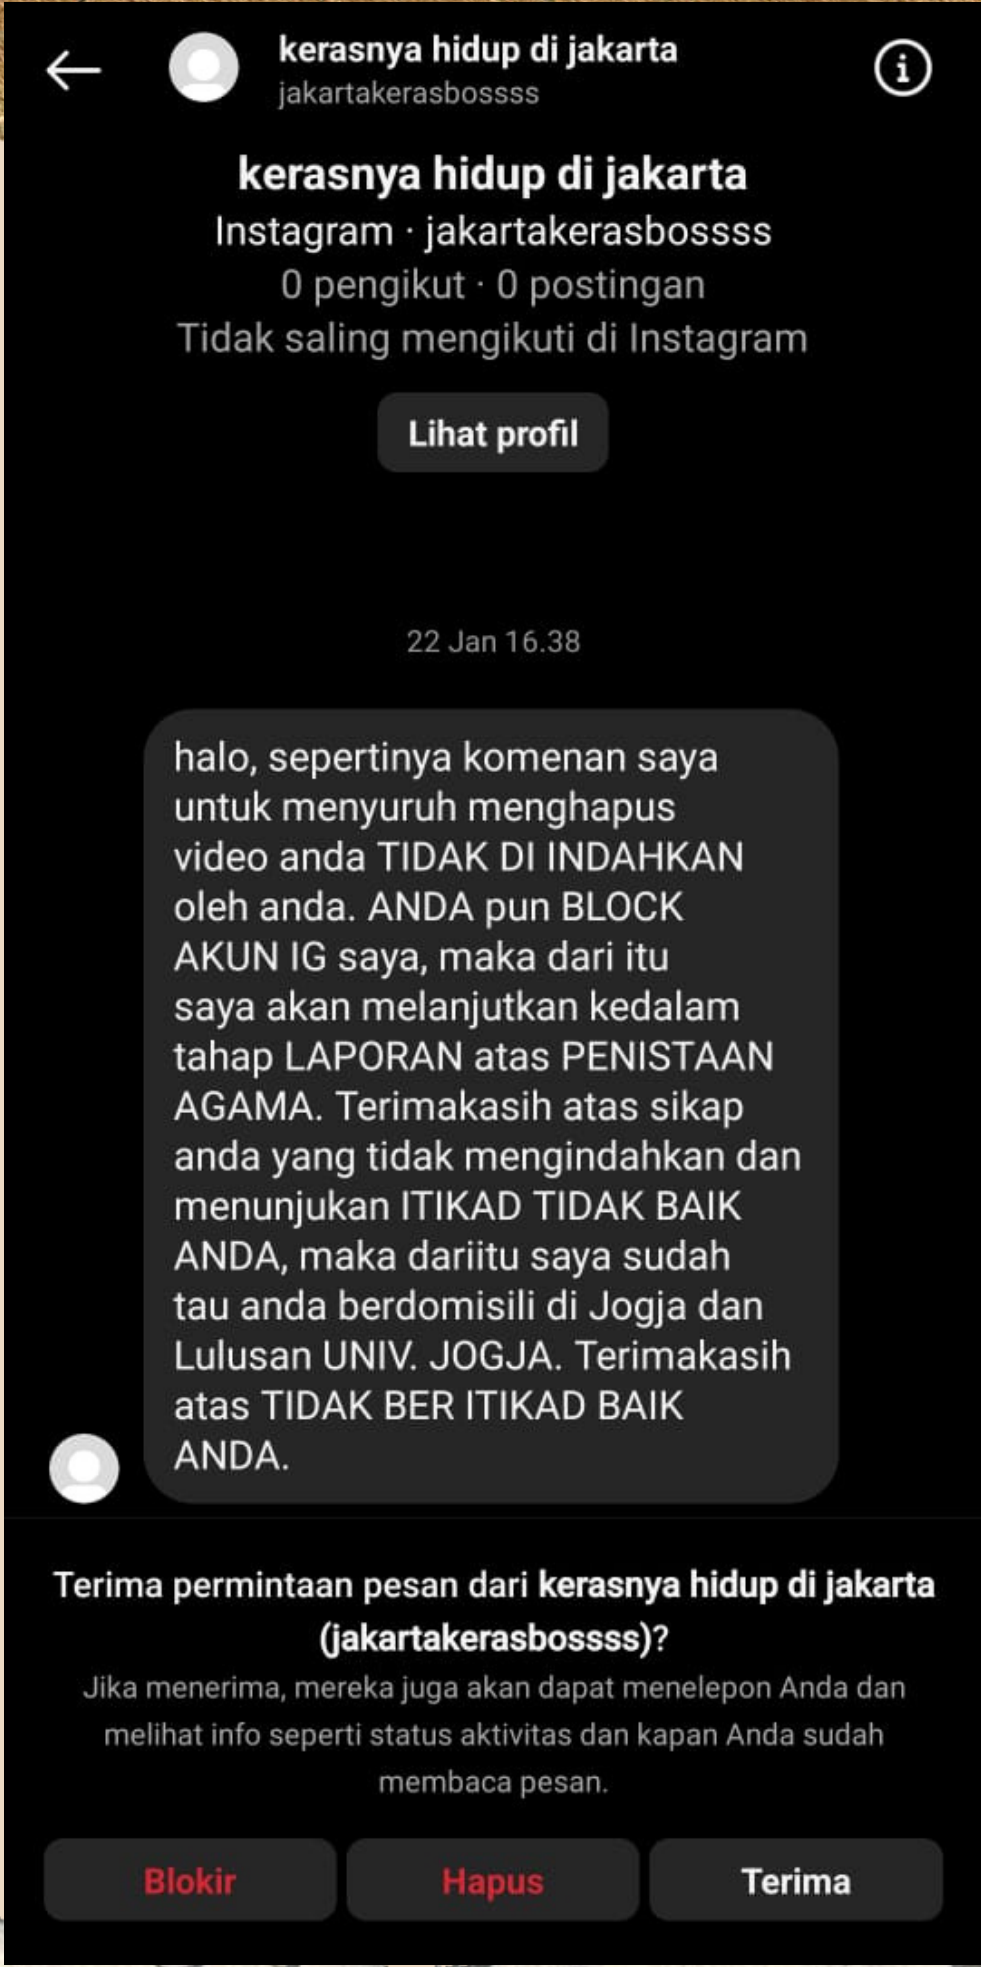 kerasnya hidup di jakarta
jakartakerasbossss
kerasnya hidup di jakarta
Instagram · jakartakerasbossss
0 pengikut · 0 postingan
Tidak saling mengikuti di Instagram
Lihat profil
22 Jan 16.38
halo, sepertinya komenan saya
untuk menyuruh menghapus
video anda TIDAK DI INDAHKAN
oleh anda. ANDA pun BLOCK
AKUN IG saya, maka dari itu
saya akan melanjutkan kedalam
tahap LAPORAN atas PENISTAAN
AGAMA. Terimakasih atas sikap
anda yang tidak mengindahkan dan
menunjukan ITIKAD TIDAK BAIK
ANDA, maka dariitu saya sudah
tau anda berdomisili di Jogja dan
Lulusan UNIV. JOGJA. Terimakasih
atas TIDAK BER ITIKAD BAIK
ANDA.
Terima permintaan pesan dari kerasnya hidup di jakarta
(jakartakerasbossss)?
Jika menerima, mereka juga akan dapat menelepon Anda dan
melihat info seperti status aktivitas dan kapan Anda sudah
membaca pesan.
Blokir Hapus Terima